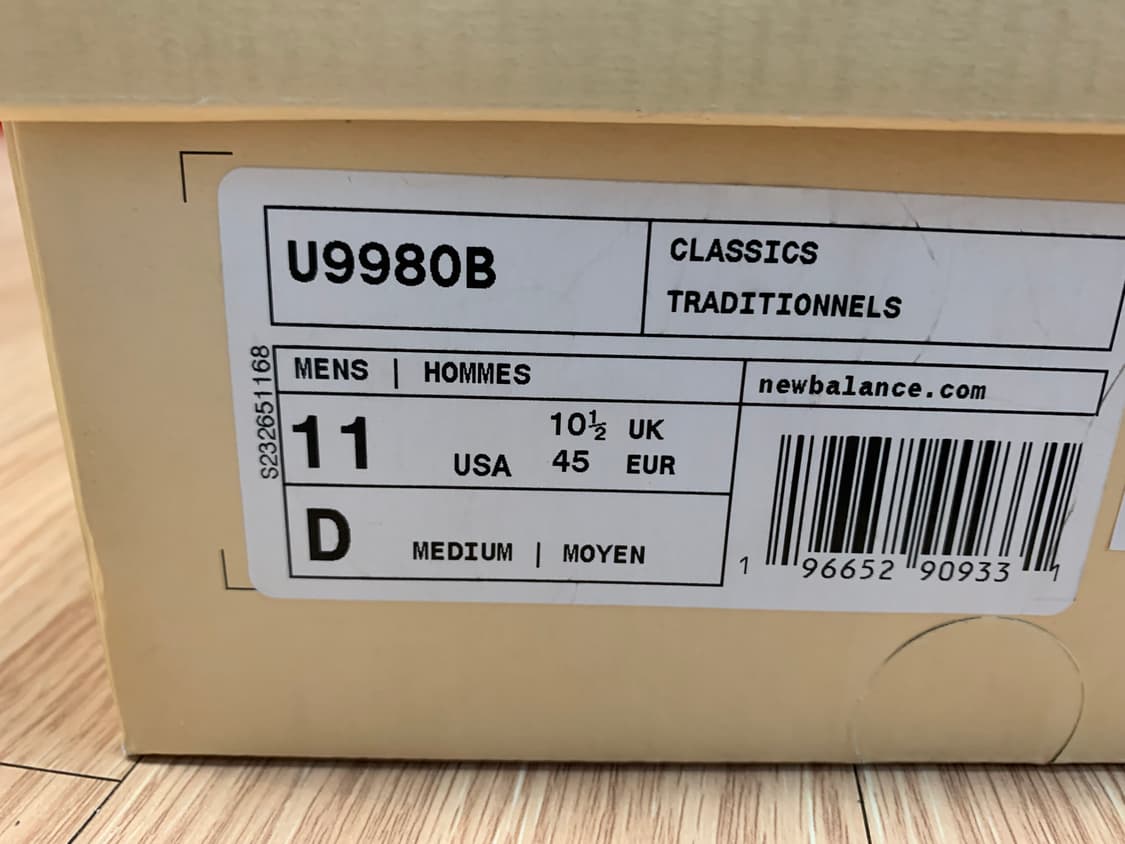 U9980B
CLASSICS
TRADITIONNELS
S232651168
MENS | HOMMES
newbalance.com
11 USA
10½ UK
45 EUR
D MEDIUM | MOYEN
1 96652 90933 1